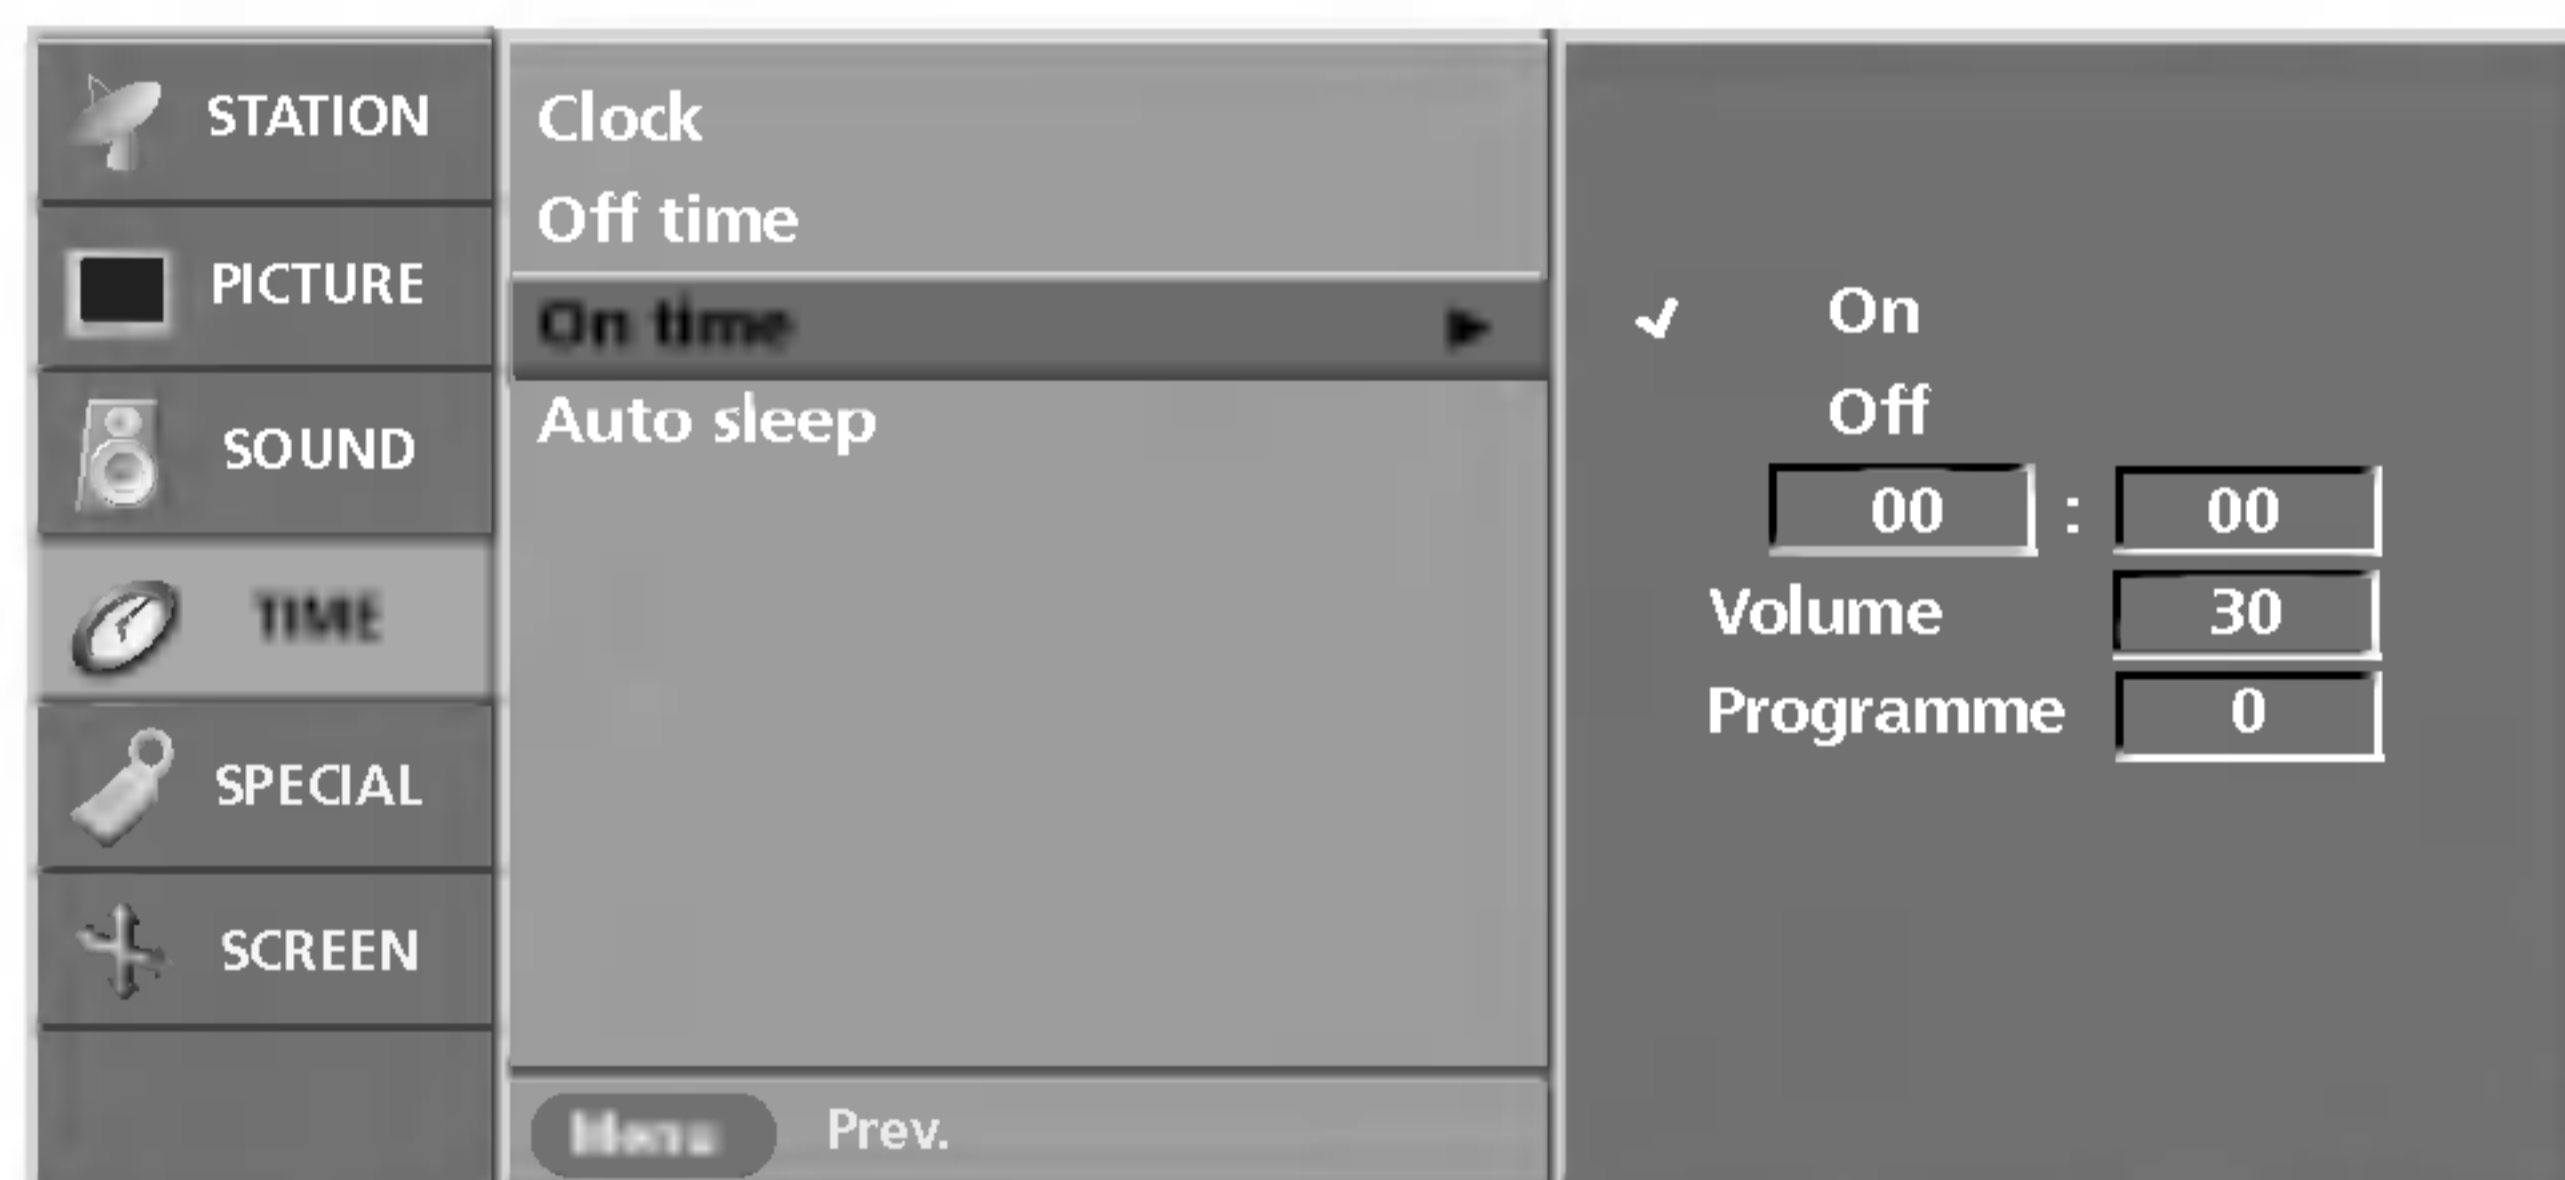 STATION
PICTURE
SOUND
TIME
SPECIAL
SCREEN
Clock
Off time
On time
Auto sleep
Menu Prev.
On
Off
00 : 00
Volume 30
Programme 0